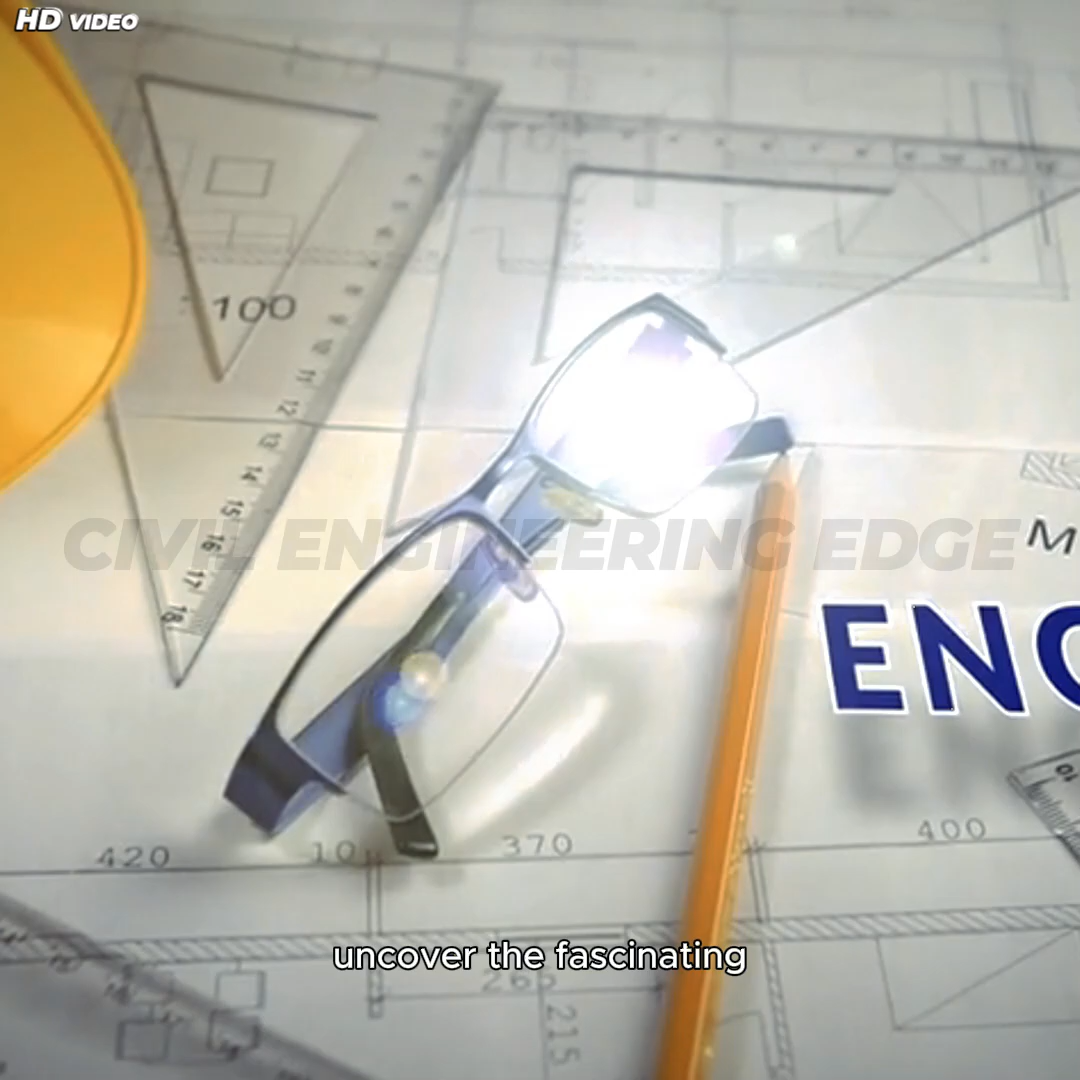 HD VIDEO
100
12
13
14
15
16
17
18
CIVIL ENGINEERING EDGE
M
ENG
420
10
370
400
uncover the fascinating
215